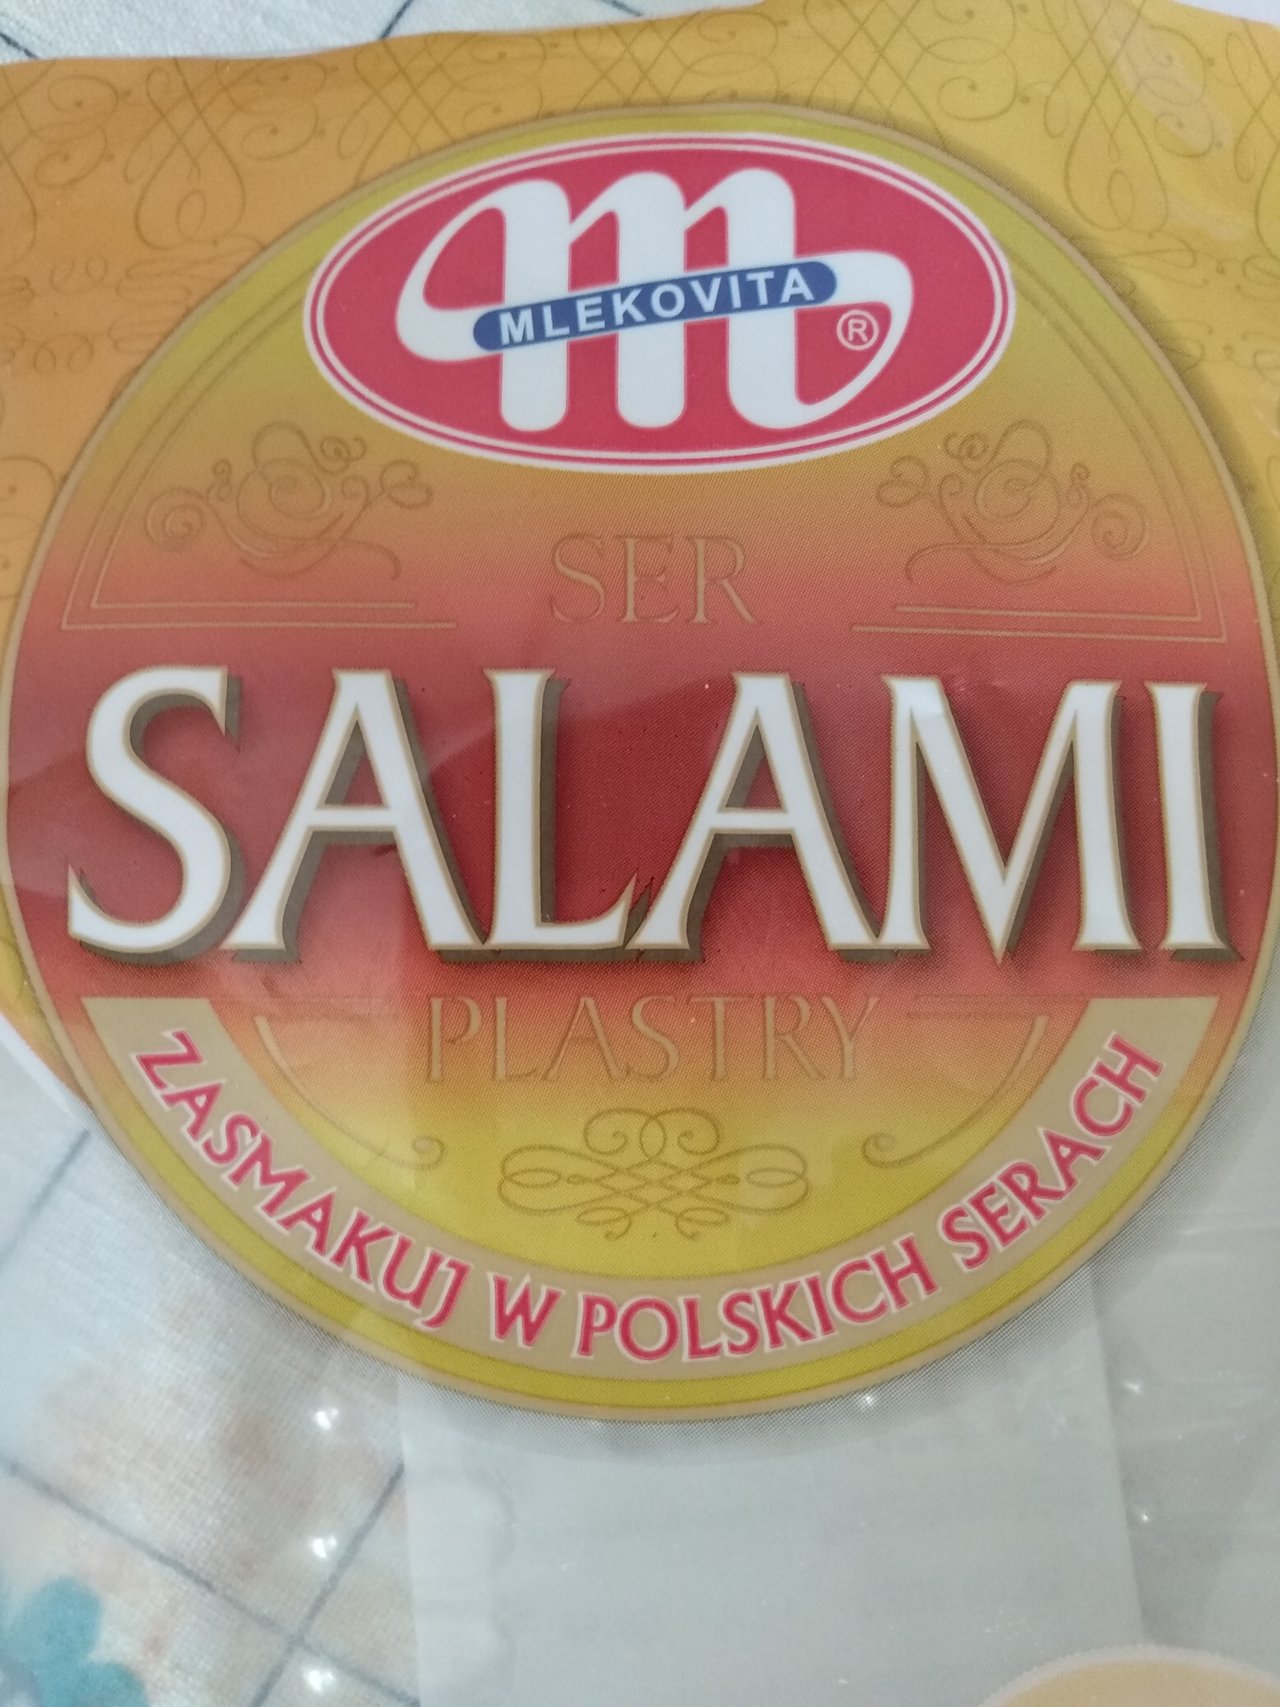 MLEKOVITA
®
SER
SALAMI
PLASTRY
ZASMAKUJ W POLSKICH SERACH